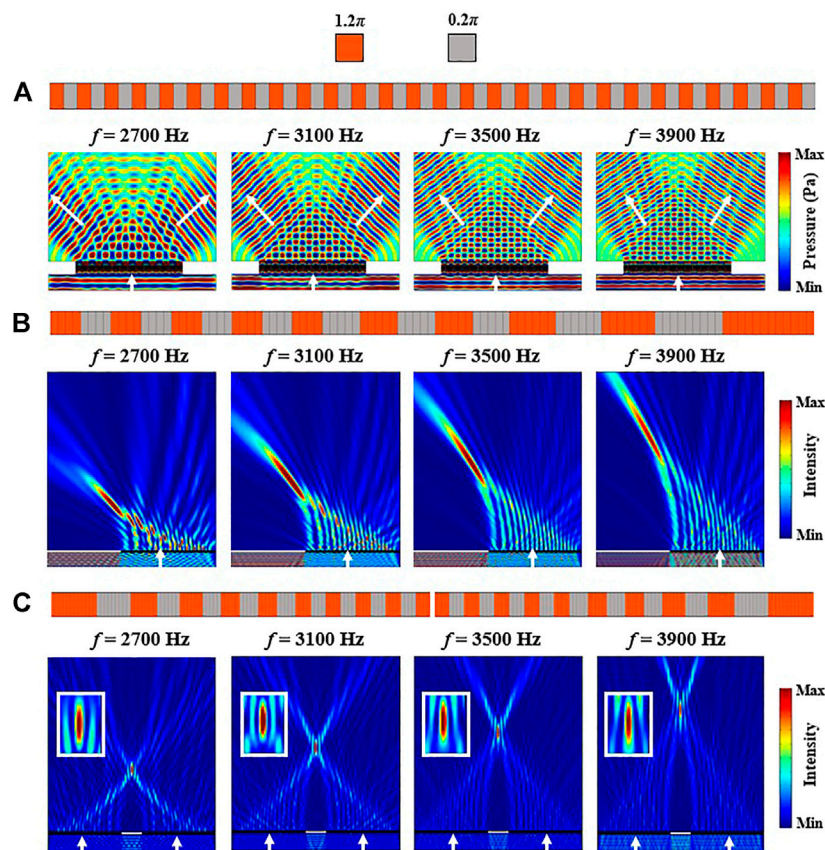 1.2π 0.2π
A
f = 2700 Hz f = 3100 Hz f = 3500 Hz f = 3900 Hz
Max
Pressure (Pa)
Min
B
f = 2700 Hz f = 3100 Hz f = 3500 Hz f = 3900 Hz
Max
Intensity
Min
C
f = 2700 Hz f = 3100 Hz f = 3500 Hz f = 3900 Hz
Max
Intensity
Min